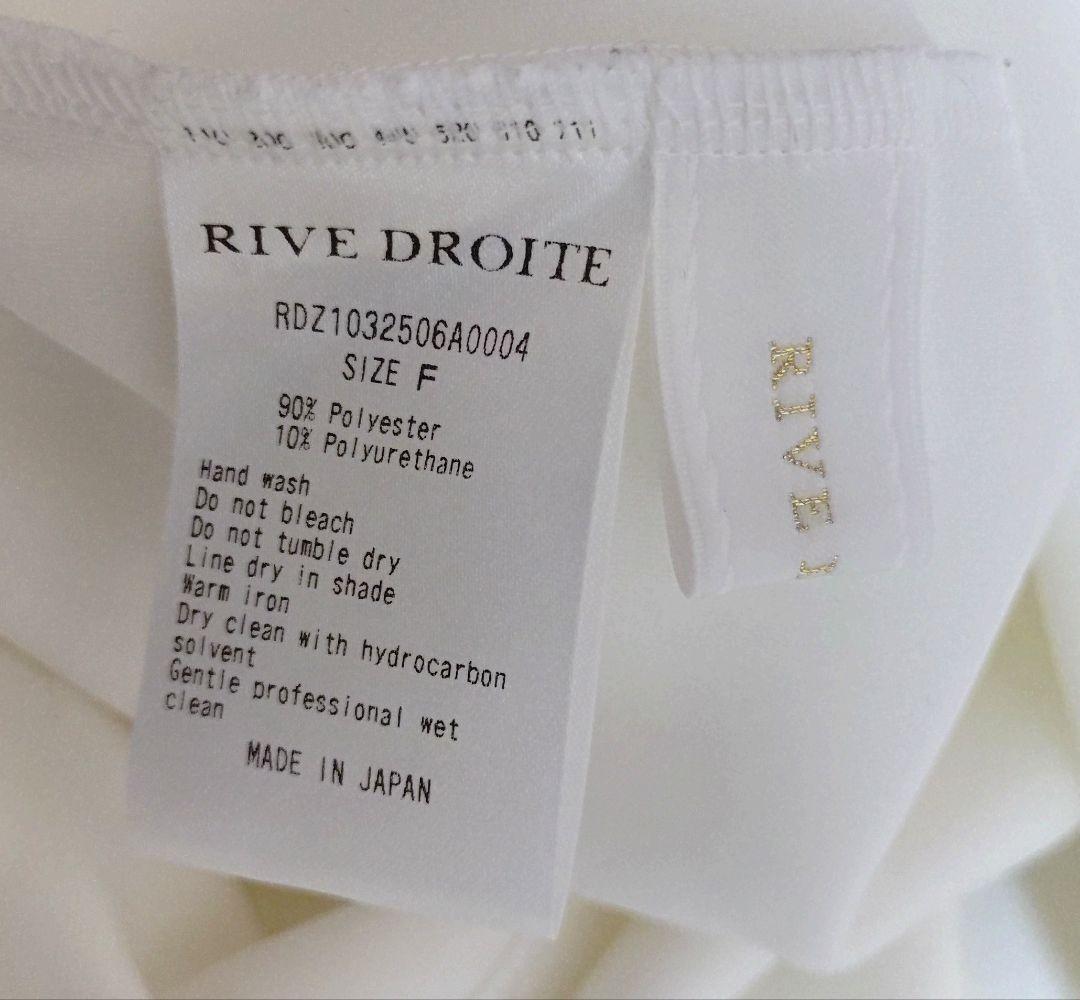 RIVE DROITE
RDZ1032506A0004
SIZE F
90% Polyester
10% Polyurethane
Hand wash
Do not bleach
Do not tumble dry
Line dry in shade
Warm iron
Dry clean with hydrocarbon
solvent
Gentle professional wet
clean
MADE IN JAPAN
RIVE